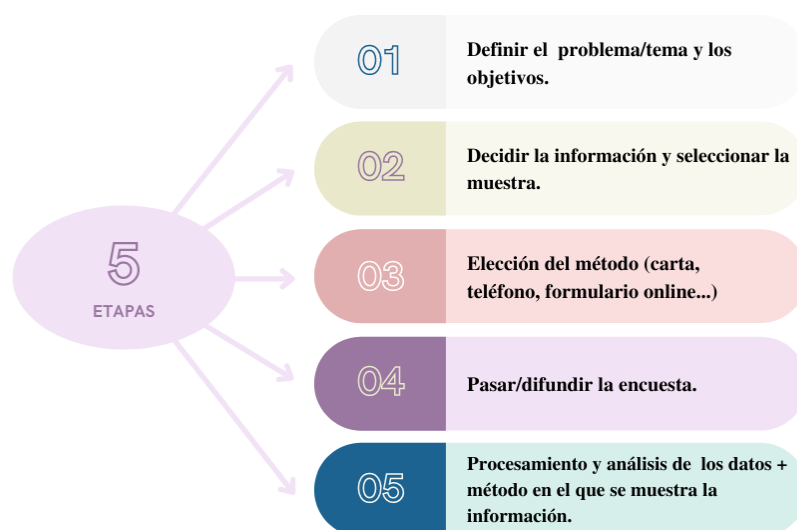 01
Definir el  problema/tema y los
objetivos.
02
Decidir la información y seleccionar la
muestra.
5
ETAPAS
03
Elección del método (carta,
teléfono, formulario online...)
04
Pasar/difundir la encuesta.
05
Procesamiento y análisis de  los datos +
método en el que se muestra la
información.